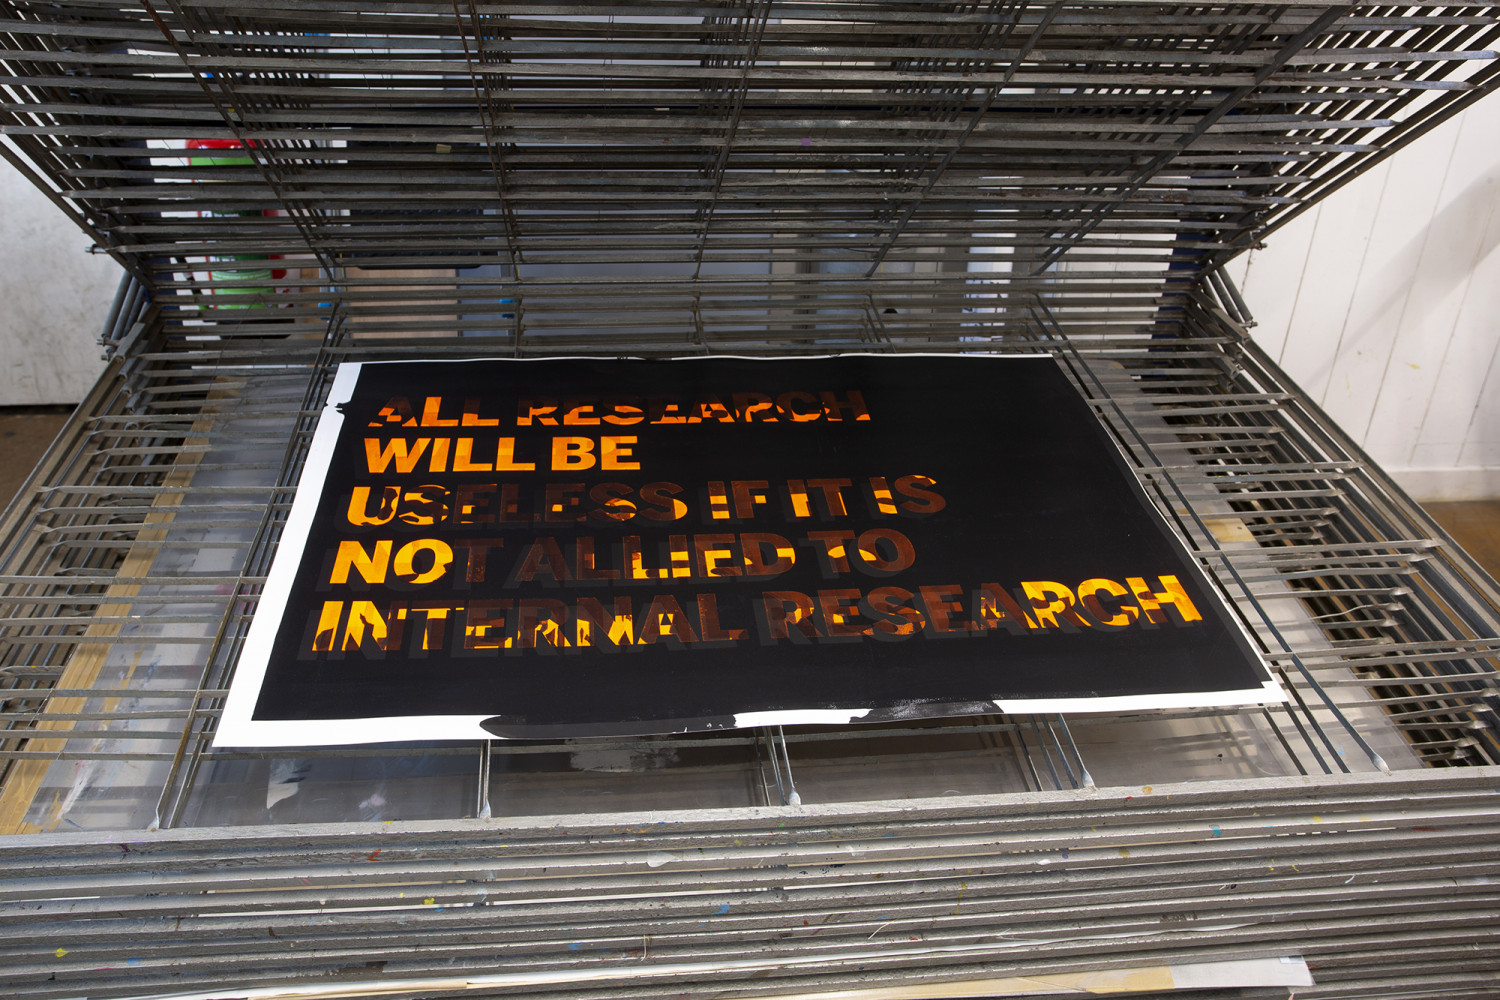 ALL RESEARCH
WILL BE
USELESS IF IT IS
NOT ALLIED TO
INTERNAL RESEARCH